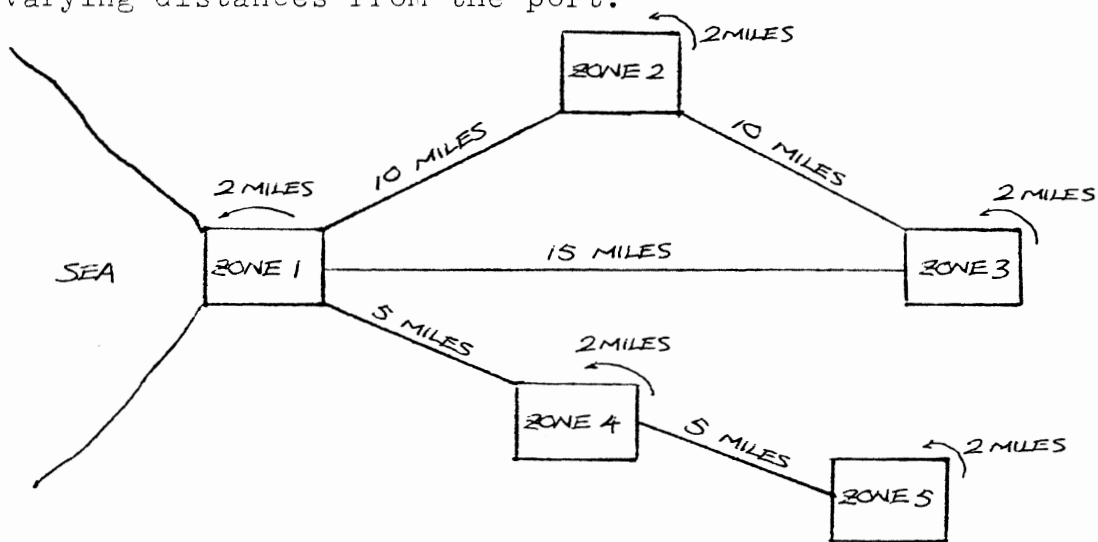 varying distances from the port.
2 MILES
ZONE 2
10 MILES
10 MILES
2 MILES
2 MILES
SEA
ZONE 1
15 MILES
ZONE 3
5 MILES
2 MILES
ZONE 4
5 MILES
2 MILES
ZONE 5